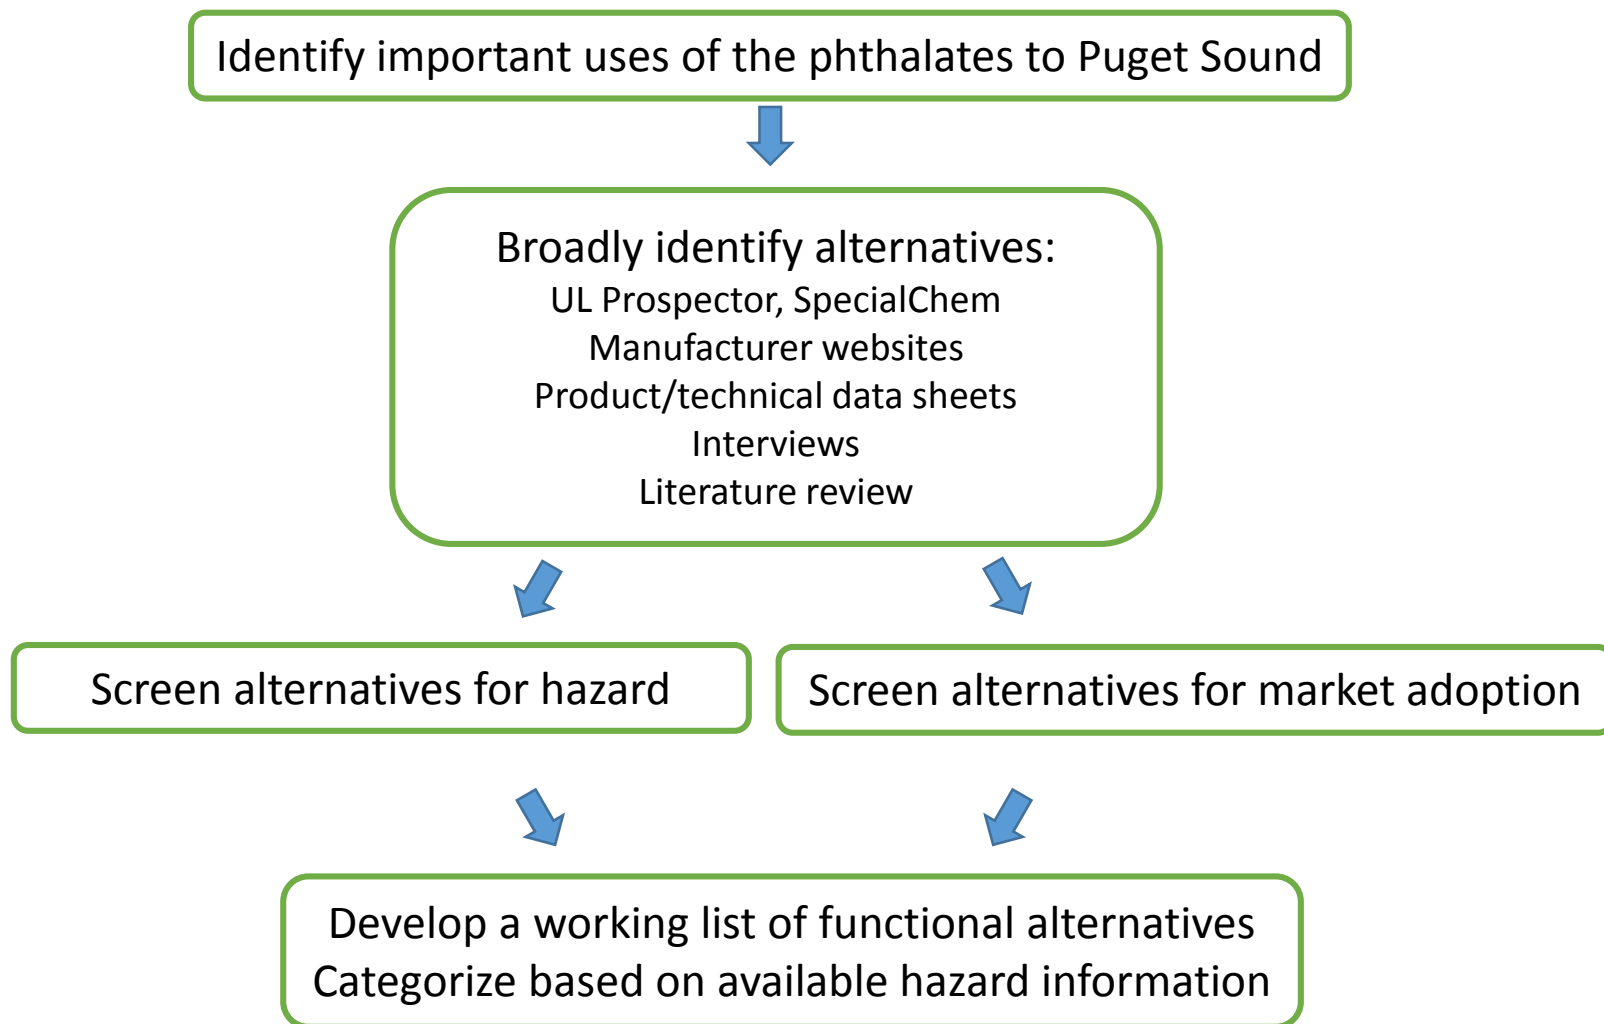 Identify important uses of the phthalates to Puget Sound
Broadly identify alternatives:
UL Prospector, SpecialChem
Manufacturer websites
Product/technical data sheets
Interviews
Literature review
Screen alternatives for hazard
Screen alternatives for market adoption
Develop a working list of functional alternatives
Categorize based on available hazard information